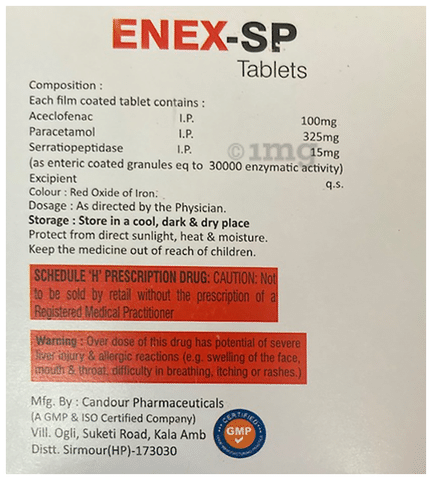 ENEX-SP
Tablets
Composition :
Each film coated tablet contains :
Aceclofenac I.P. 100mg
Paracetamol I.P. 325mg
Serratiopeptidase I.P. 15mg
© 1mg
(as enteric coated granules eq to 30000 enzymatic activity)
Excipient q.s.
Colour : Red Oxide of Iron.
Dosage : As directed by the Physician.
Storage : Store in a cool, dark & dry place
Protect from direct sunlight, heat & moisture.
Keep the medicine out of reach of children.
SCHEDULE 'H' PRESCRIPTION DRUG: CAUTION: Not
to be sold by retail without the prescription of a
Registered Medical Practitioner
Warning : Over dose of this drug has potential of severe
liver injury & allergic reactions (e.g. swelling of the face,
mouth & throat, difficulty in breathing, itching or rashes.)
Mfg. By : Candour Pharmaceuticals
(A GMP & ISO Certified Company)
Vill. Ogli, Suketi Road, Kala Amb
Distt. Sirmour(HP)-173030
CERTIFIED
GMP